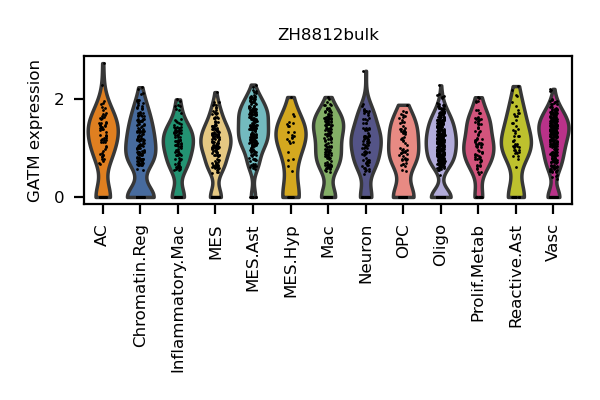 ZH8812bulk
GATM expression
2
0
AC
Chromatin.Reg
Inflammatory.Mac
MES
MES.Ast
MES.Hyp
Mac
Neuron
OPC
Oligo
Prolif.Metab
Reactive.Ast
Vasc